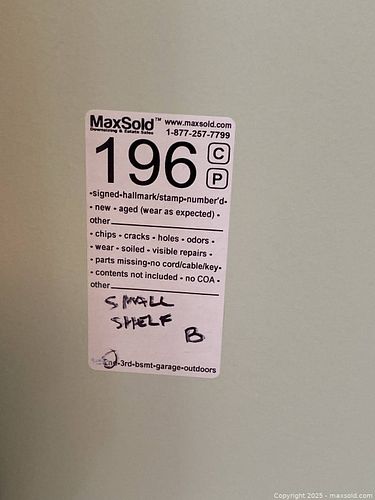 MaxSold™ www.maxsold.com
Downsizing & Estate Sales 1-877-257-7799
196 C
P
-signed-hallmark/stamp-number'd-
- new - aged (wear as expected) -
other
- chips - cracks - holes - odors -
- wear - soiled - visible repairs -
- parts missing-no cord/cable/key-
- contents not included - no COA -
other
SMALL
SHELF
B
-3rd-bsmt-garage-outdoors
Copyright © 2025 - maxsold.com